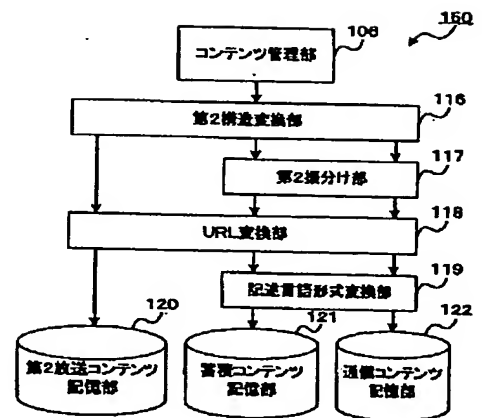 150
106
コンテンツ管理部
116
第2構造変換部
117
第2振分け部
118
URL変換部
119
記述言語形式変換部
120
121
122
第2放送コンテンツ
記憶部
蓄積コンテンツ
記憶部
通信コンテンツ
記憶部